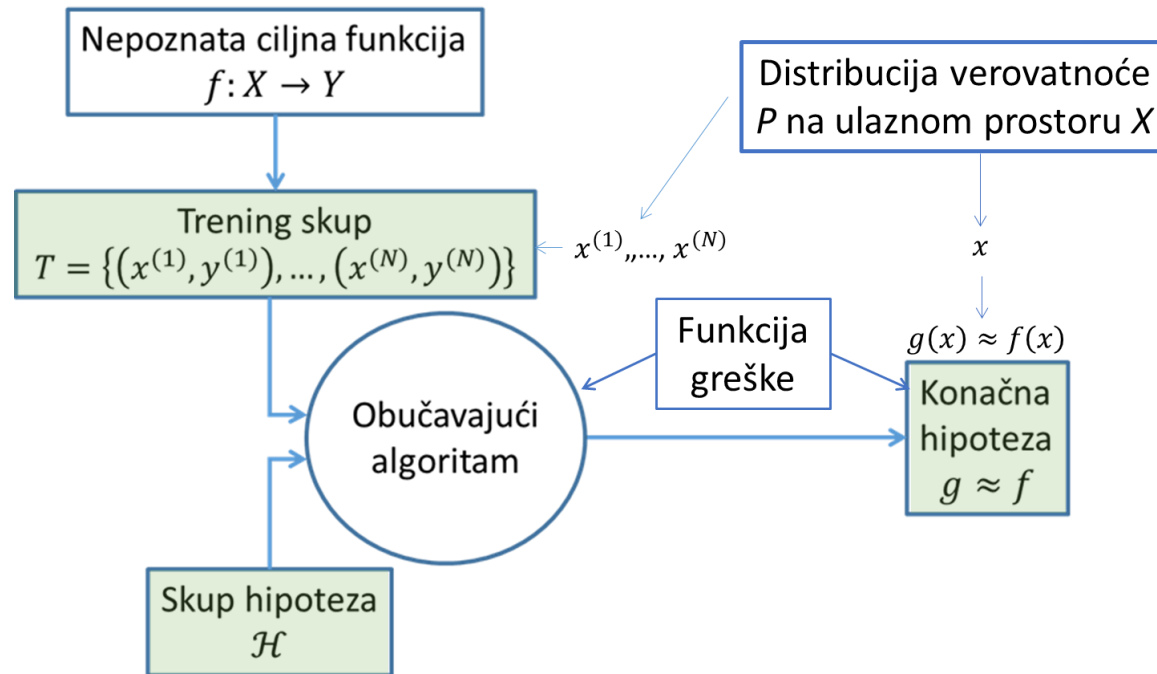 Nepoznata ciljna funkcija
f: X → Y
Distribucija verovatnoće
P na ulaznom prostoru X
Trening skup
T = {(x^(1), y^(1)), ..., (x^(N), y^(N))}
x^(1),,..., x^(N)
x
Funkcija
greške
g(x) ≈ f(x)
Obučavajući
algoritam
Konačna
hipoteza
g ≈ f
Skup hipoteza
ℋ